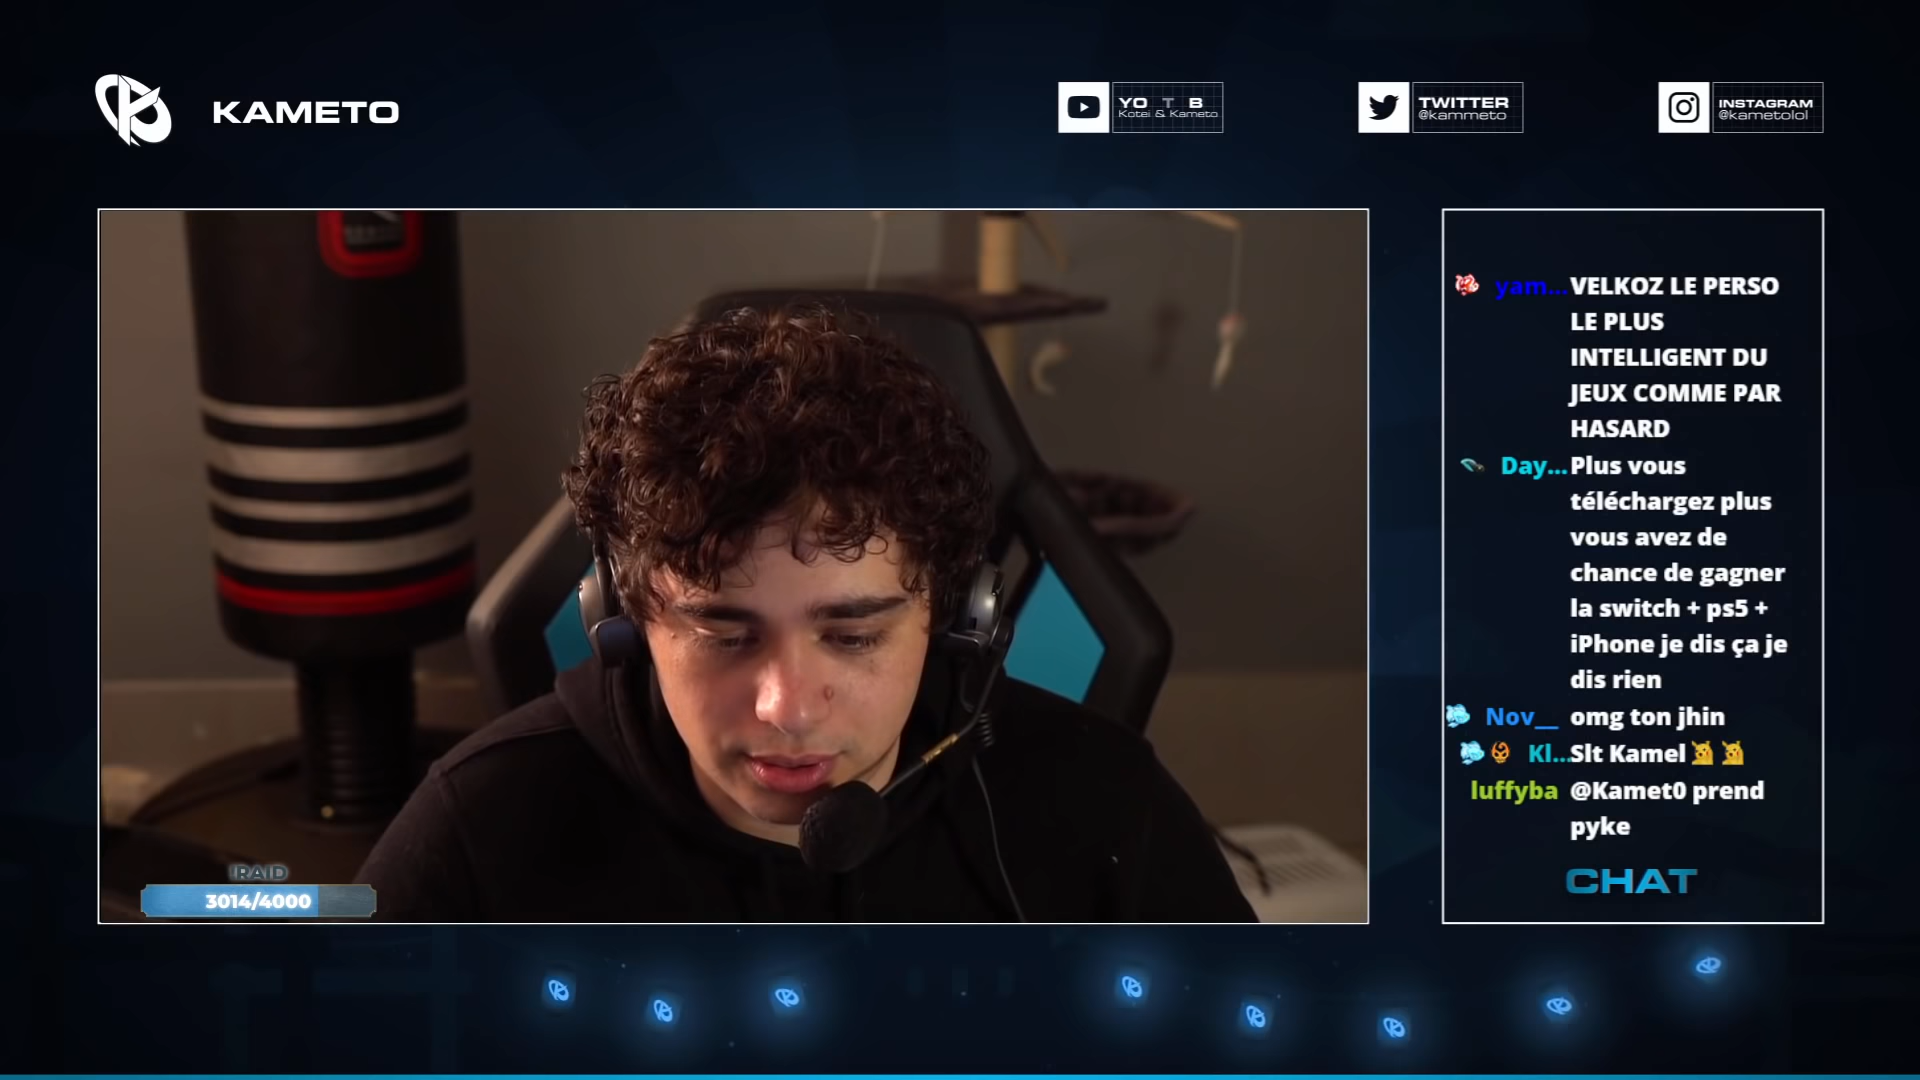 KAMETO
YO T B
Kotei & Kameto
TWITTER
@kammeto
INSTAGRAM
@kametolol
yam... VELKOZ LE PERSO
LE PLUS
INTELLIGENT DU
JEUX COMME PAR
HASARD
Day... Plus vous
téléchargez plus
vous avez de
chance de gagner
la switch + ps5 +
iPhone je dis ça je
dis rien
Nov__ omg ton jhin
Kl... Slt Kamel
luffyba @Kamet0 prend
pyke
CHAT
!RAID
3014/4000